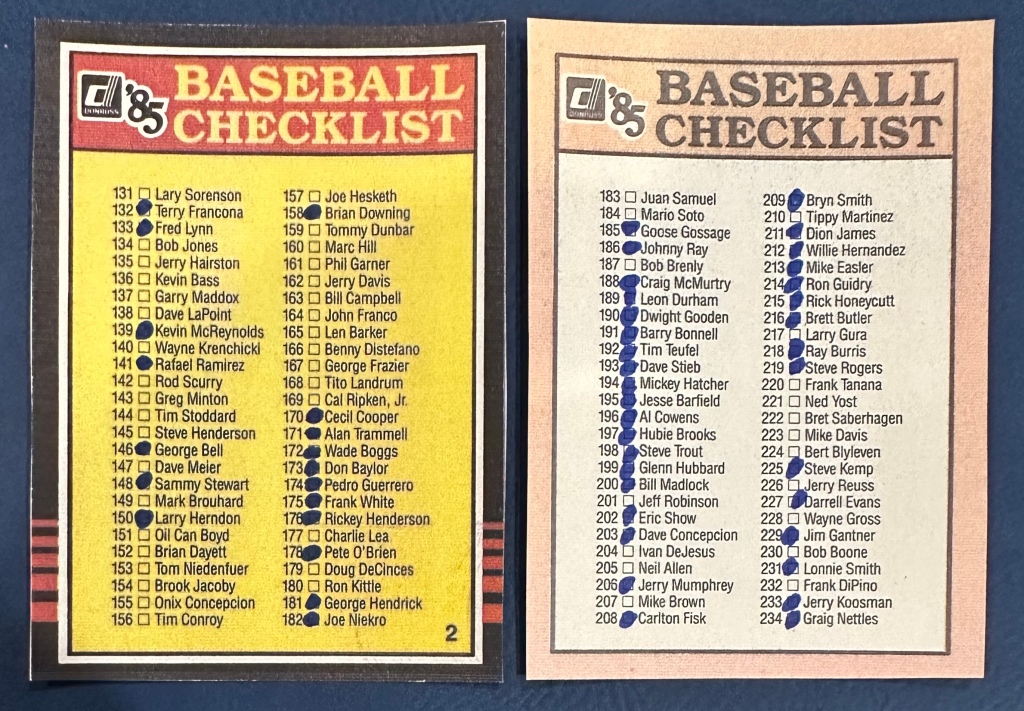 DONRUSS '85 BASEBALL
CHECKLIST
131 Lary Sorenson
132 Terry Francona
133 Fred Lynn
134 Bob Jones
135 Jerry Hairston
136 Kevin Bass
137 Garry Maddox
138 Dave LaPoint
139 Kevin McReynolds
140 Wayne Krenchicki
141 Rafael Ramirez
142 Rod Scurry
143 Greg Minton
144 Tim Stoddard
145 Steve Henderson
146 George Bell
147 Dave Meier
148 Sammy Stewart
149 Mark Brouhard
150 Larry Herndon
151 Oil Can Boyd
152 Brian Dayett
153 Tom Niedenfuer
154 Brook Jacoby
155 Onix Concepcion
156 Tim Conroy
157 Joe Hesketh
158 Brian Downing
159 Tommy Dunbar
160 Marc Hill
161 Phil Garner
162 Jerry Davis
163 Bill Campbell
164 John Franco
165 Len Barker
166 Benny Distefano
167 George Frazier
168 Tito Landrum
169 Cal Ripken, Jr.
170 Cecil Cooper
171 Alan Trammell
172 Wade Boggs
173 Don Baylor
174 Pedro Guerrero
175 Frank White
176 Rickey Henderson
177 Charlie Lea
178 Pete O'Brien
179 Doug DeCinces
180 Ron Kittle
181 George Hendrick
182 Joe Niekro
2
DONRUSS '85 BASEBALL
CHECKLIST
183 Juan Samuel
184 Mario Soto
185 Goose Gossage
186 Johnny Ray
187 Bob Brenly
188 Craig McMurtry
189 Leon Durham
190 Dwight Gooden
191 Barry Bonnell
192 Tim Teufel
193 Dave Stieb
194 Mickey Hatcher
195 Jesse Barfield
196 Al Cowens
197 Hubie Brooks
198 Steve Trout
199 Glenn Hubbard
200 Bill Madlock
201 Jeff Robinson
202 Eric Show
203 Dave Concepcion
204 Ivan DeJesus
205 Neil Allen
206 Jerry Mumphrey
207 Mike Brown
208 Carlton Fisk
209 Bryn Smith
210 Tippy Martinez
211 Dion James
212 Willie Hernandez
213 Mike Easler
214 Ron Guidry
215 Rick Honeycutt
216 Brett Butler
217 Larry Gura
218 Ray Burris
219 Steve Rogers
220 Frank Tanana
221 Ned Yost
222 Bret Saberhagen
223 Mike Davis
224 Bert Blyleven
225 Steve Kemp
226 Jerry Reuss
227 Darrell Evans
228 Wayne Gross
229 Jim Gantner
230 Bob Boone
231 Lonnie Smith
232 Frank DiPino
233 Jerry Koosman
234 Graig Nettles